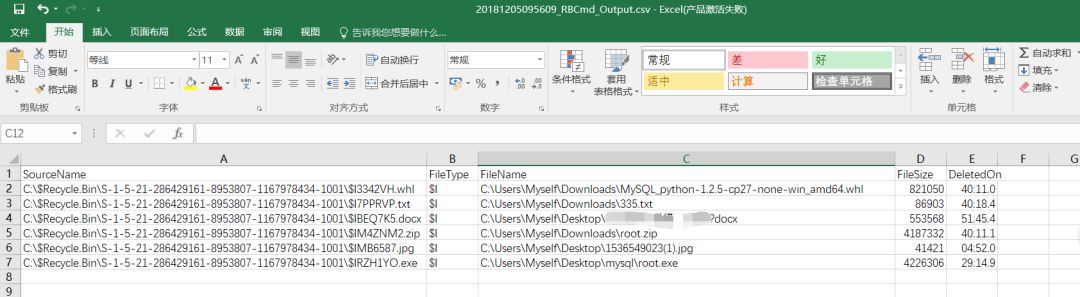 20181205095609_RBCmd_Output.csv - Excel(产品激活失败)
文件 开始 插入 页面布局 公式 数据 审阅 视图 开发工具 告诉我您想要做什么...
粘贴 剪切 复制 格式刷 剪贴板
等线 11 A A B I U A 字体
自动换行 合并后居中 对齐方式
常规 % , 数字
条件格式 套用表格格式 常规 差 好 适中 计算 检查单元格 样式
插入 删除 格式 单元格
自动求和 填充 清除
C12 fx
A B C D E F G
1 SourceName FileType FileName FileSize DeletedOn
2 C:\$Recycle.Bin\S-1-5-21-286429161-8953807-1167978434-1001\$I3342VH.whl $I C:\Users\Myself\Downloads\MySQL_python-1.2.5-cp27-none-win_amd64.whl 821050 40:11.0
3 C:\$Recycle.Bin\S-1-5-21-286429161-8953807-1167978434-1001\$I7PPRVP.txt $I C:\Users\Myself\Downloads\335.txt 86903 40:18.4
4 C:\$Recycle.Bin\S-1-5-21-286429161-8953807-1167978434-1001\$IBEQ7K5.docx $I C:\Users\Myself\Desktop\ ?docx 553568 51:45.4
5 C:\$Recycle.Bin\S-1-5-21-286429161-8953807-1167978434-1001\$IM4ZNM2.zip $I C:\Users\Myself\Downloads\root.zip 4187332 40:11.1
6 C:\$Recycle.Bin\S-1-5-21-286429161-8953807-1167978434-1001\$IMB6587.jpg $I C:\Users\Myself\Desktop\1536549023(1).jpg 41421 04:52.0
7 C:\$Recycle.Bin\S-1-5-21-286429161-8953807-1167978434-1001\$IRZH1YO.exe $I C:\Users\Myself\Desktop\mysql\root.exe 4226306 29:14.9
8
9